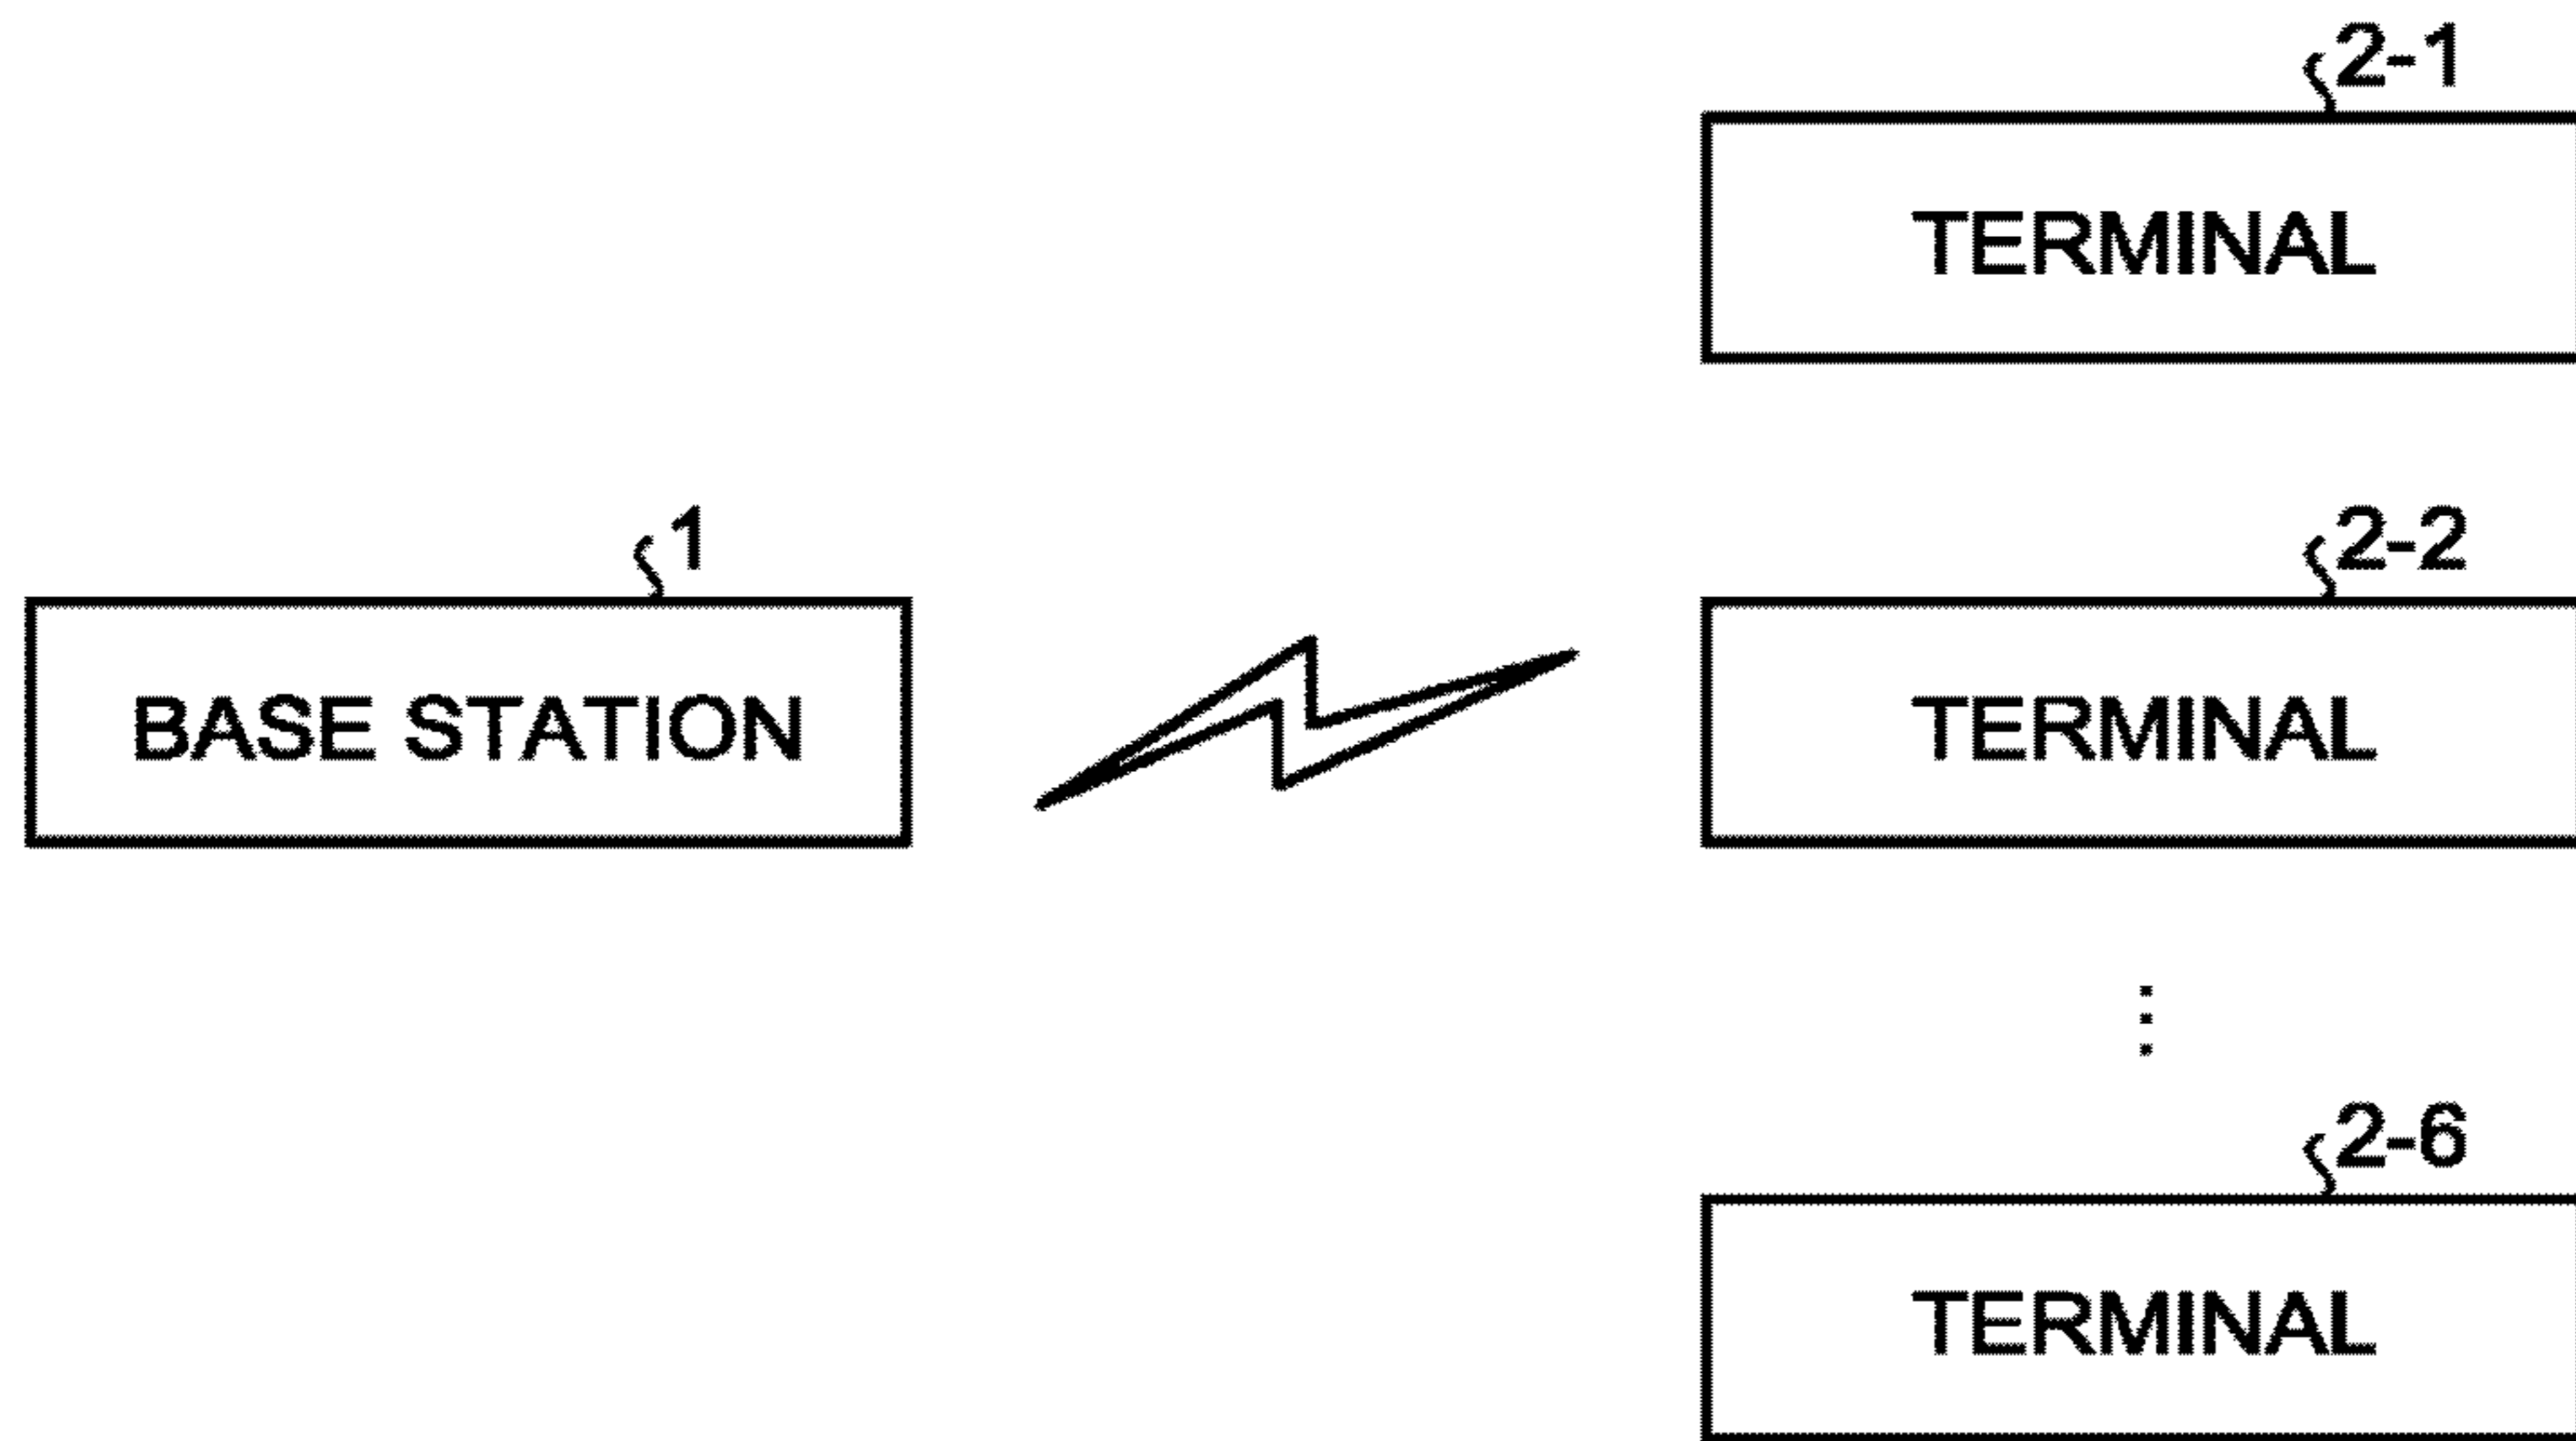 2-1
TERMINAL
1
BASE STATION
2-2
TERMINAL
2-6
TERMINAL